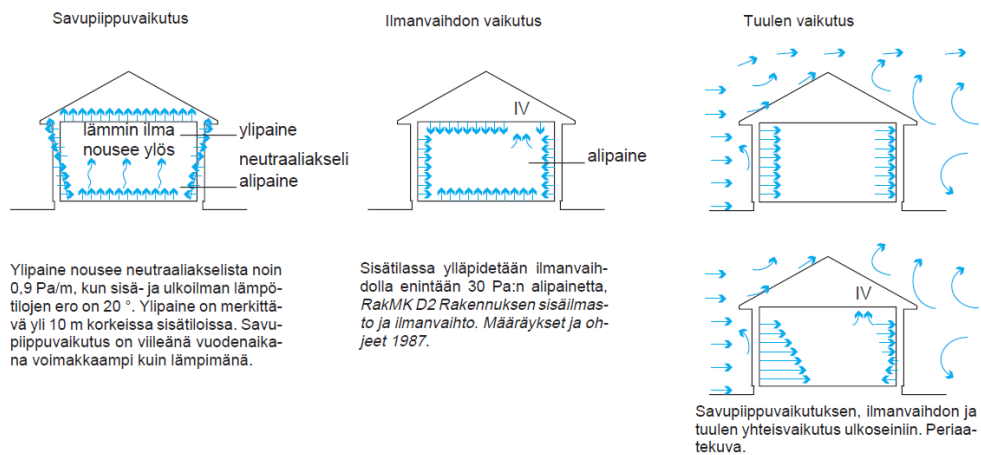 Savupiippuvaikutus
lämmin ilma
nousee ylös
ylipaine
neutraaliakseli
alipaine
Ylipaine nousee neutraaliakselista noin
0,9 Pa/m, kun sisä- ja ulkoilman lämpö-
tilojen ero on 20 °. Ylipaine on merkittä-
vä yli 10 m korkeissa sisätiloissa. Savu-
piippuvaikutus on viileänä vuodenaika-
na voimakkaampi kuin lämpimänä.
Ilmanvaihdon vaikutus
IV
alipaine
Sisätilassa ylläpidetään ilmanvaih-
dolla enintään 30 Pa:n alipainetta,
RakMK D2 Rakennuksen sisäilmas-
to ja ilmanvaihto. Määräykset ja oh-
jeet 1987.
Tuulen vaikutus
IV
Savupiippuvaikutuksen, ilmanvaihdon ja
tuulen yhteisvaikutus ulkoseiniin. Periaa-
tekuva.